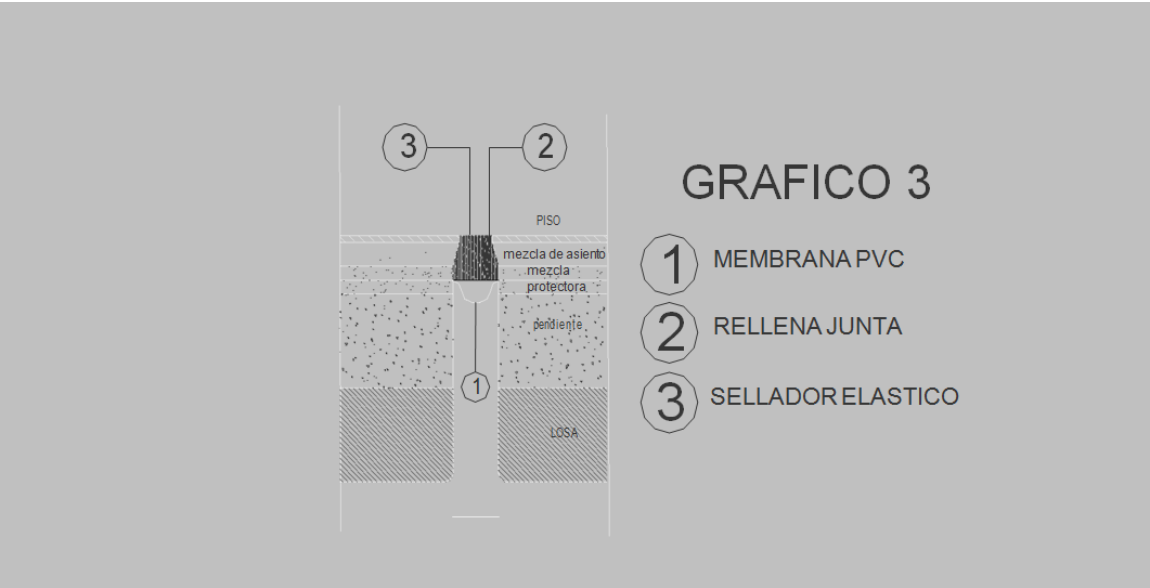 3
2
GRAFICO 3
PISO
mezcla de asiento
mezcla
protectora
pendiente
1
LOSA
1 MEMBRANA PVC
2 RELLENA JUNTA
3 SELLADOR ELASTICO